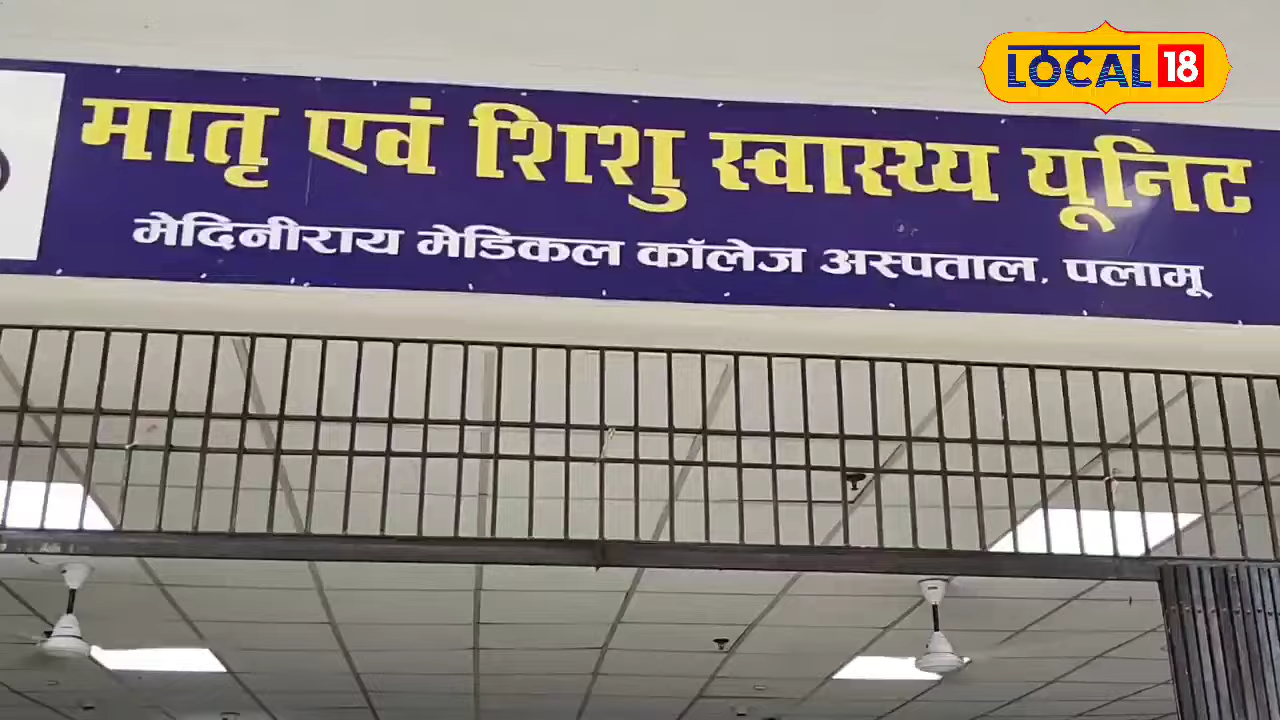 LOCAL 18
मातृ एवं शिशु स्वास्थ्य यूनिट
मेदिनीराय मेडिकल कॉलेज अस्पताल, पलामू